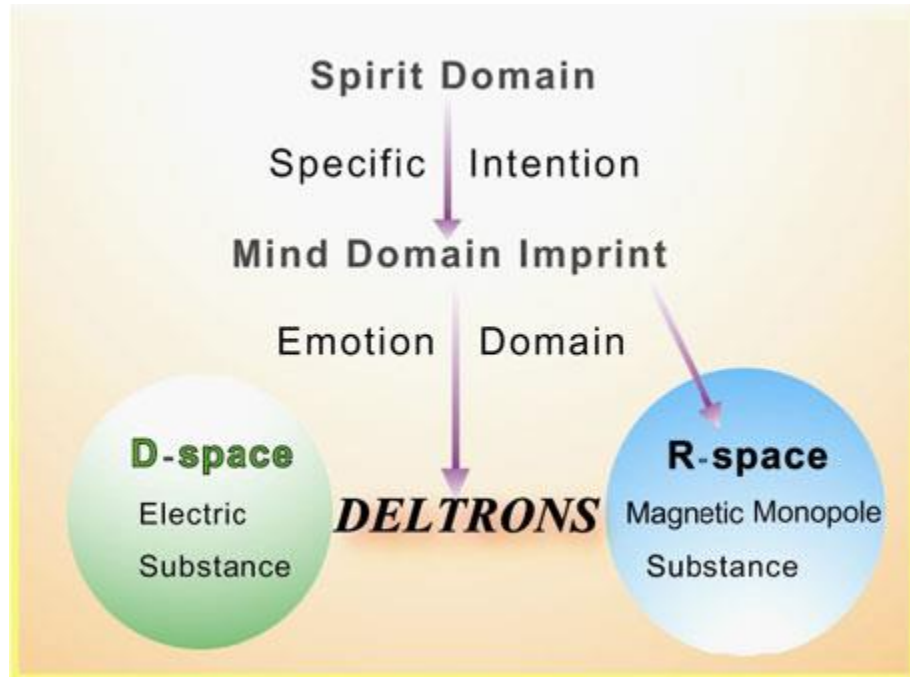 Spirit Domain
Specific Intention
Mind Domain Imprint
Emotion Domain
D-space
Electric
Substance
DELTRONS
R-space
Magnetic Monopole
Substance